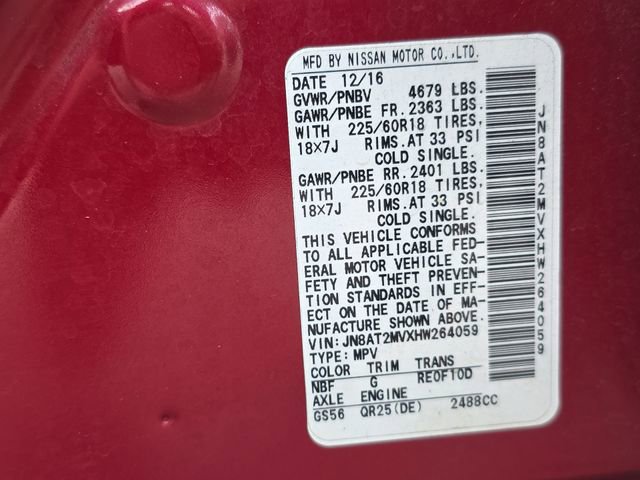 MFD BY NISSAN MOTOR CO.,LTD.
DATE 12/16
GVWR/PNBV 4679 LBS.
GAWR/PNBE FR. 2363 LBS.
WITH 225/60R18 TIRES,
18X7J RIMS. AT 33 PSI
COLD SINGLE.
GAWR/PNBE RR. 2401 LBS.
WITH 225/60R18 TIRES,
18X7J RIMS. AT 33 PSI
COLD SINGLE.
THIS VEHICLE CONFORMS
TO ALL APPLICABLE FED-
ERAL MOTOR VEHICLE SA-
FETY AND THEFT PREVEN-
TION STANDARDS IN EFF-
ECT ON THE DATE OF MA-
NUFACTURE SHOWN ABOVE.
VIN: JN8AT2MVXHW264059
TYPE: MPV
COLOR TRIM TRANS
NBF G RE0F10D
AXLE ENGINE
GS56 QR25(DE) 2488CC
JN8AT2MVXHW264059